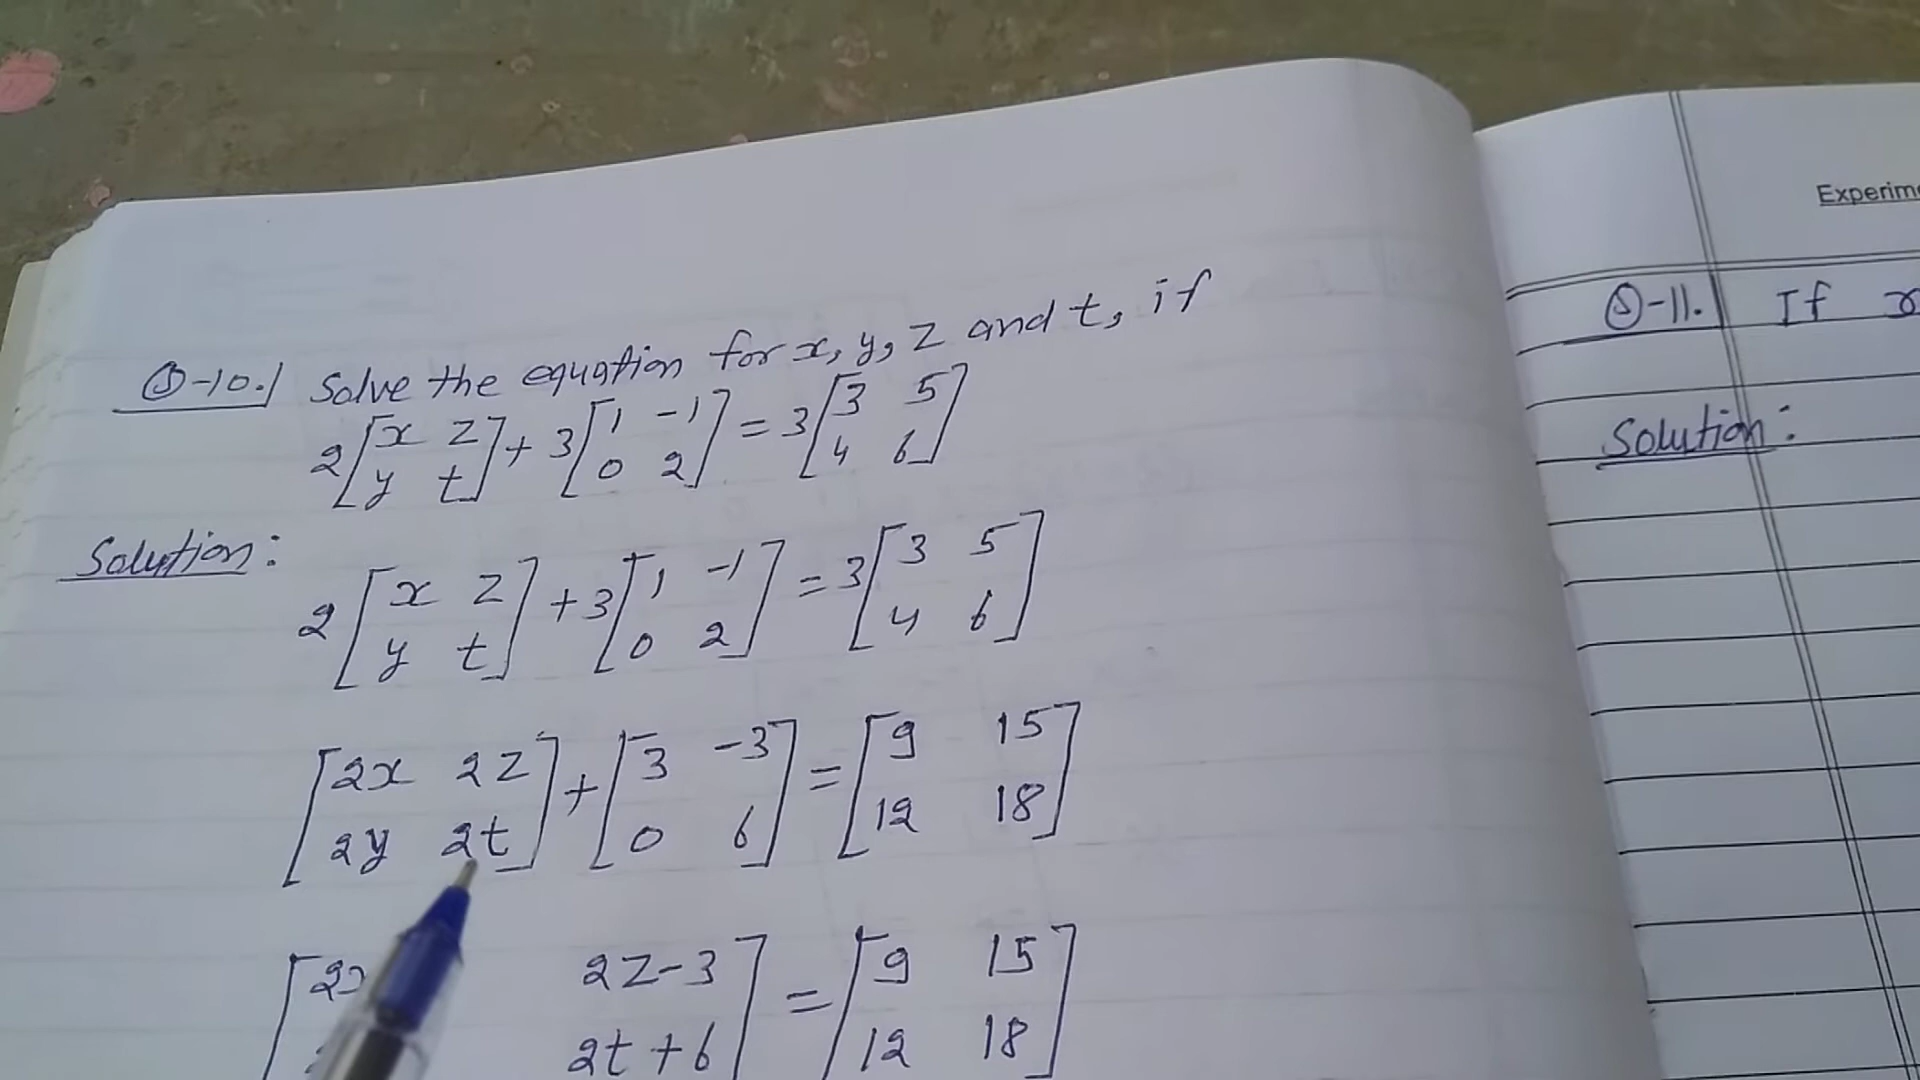 Q-10. Solve the equation for x, y, z and t, if
2[x z; y t] + 3[1 -1; 0 2] = 3[3 5; 4 6]
Solution:
2[x z; y t] + 3[1 -1; 0 2] = 3[3 5; 4 6]
[2x 2z; 2y 2t] + [3 -3; 0 6] = [9 15; 12 18]
2z-3 = [9 15
2t+6 12 18
Q-11. If x
Solution: